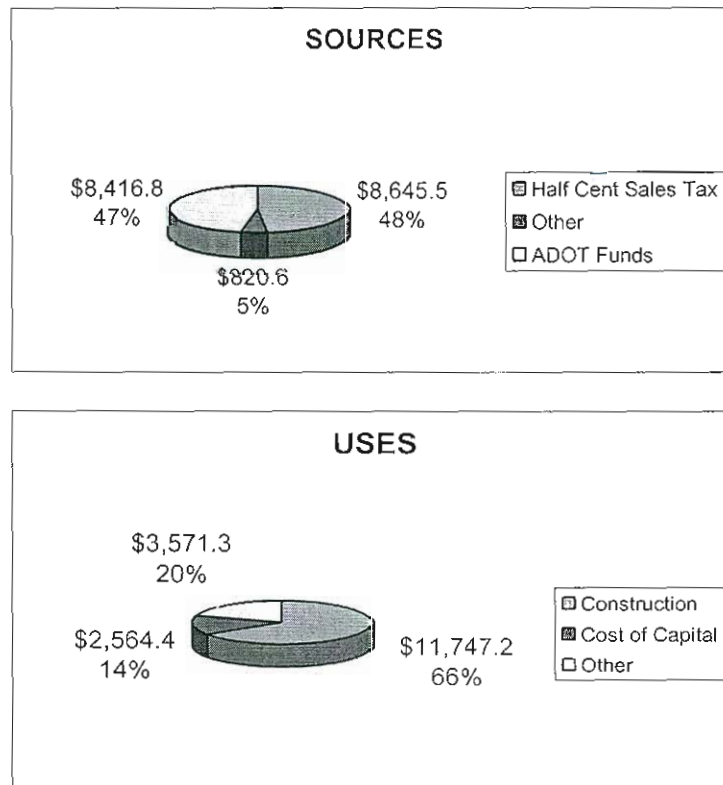 SOURCES
$8,416.8
47%
$8,645.5
48%
$820.6
5%
Half Cent Sales Tax
Other
ADOT Funds
USES
$3,571.3
20%
$2,564.4
14%
$11,747.2
66%
Construction
Cost of Capital
Other